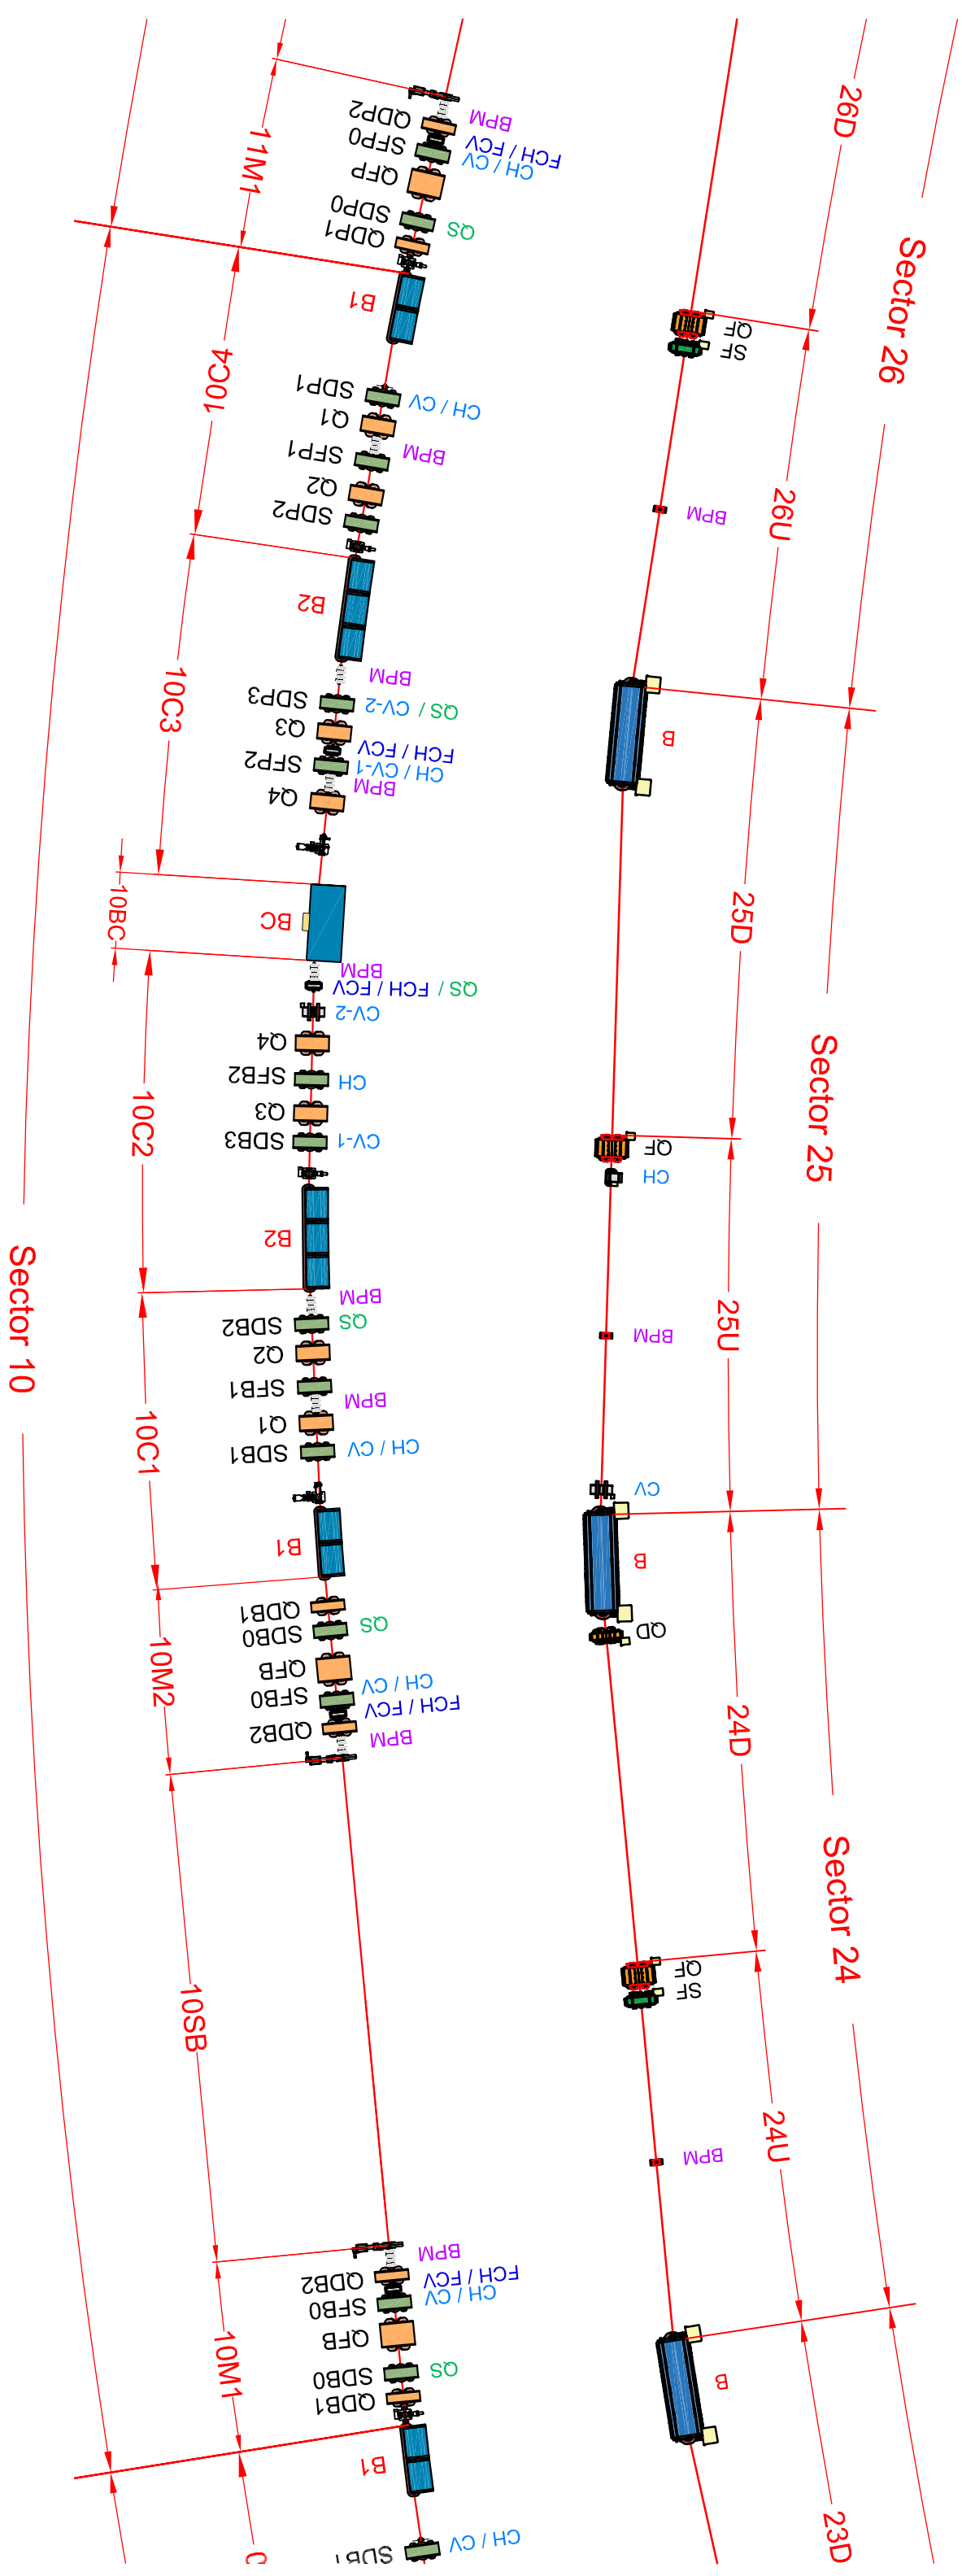 11M1
QDP2
BPM
SFP0
FCH / FCV
CH / CV
QFP
SDP0
QS
QDP1
B1
10C4
SDP1
CH / CV
Q1
SFP1
BPM
Q2
SDP2
10C3
B2
BPM
SDP3
QS / CV-2
Q3
FCH / FCV
SFP2
CH / CV-1
BPM
Q4
10BC
BC
BPM
QS / FCH / FCV
CV-2
Q4
SFB2
CH
Q3
SDB3
CV-1
10C2
B2
BPM
SDB2
QS
Q2
SFB1
BPM
Q1
SDB1
CH / CV
10C1
B1
Sector 10
QDB1
SDB0
QS
QFB
10M2
SFB0
CH / CV
FCH / FCV
QDB2
BPM
10SB
BPM
QDB2
FCH / FCV
SFB0
CH / CV
QFB
10M1
SDB0
QS
QDB1
B1
SDB1
CH / CV
26D
Sector 26
QF
SF
26U
BPM
B
25D
Sector 25
QF
CH
25U
BPM
CV
B
QD
24D
Sector 24
QF
SF
24U
BPM
B
23D